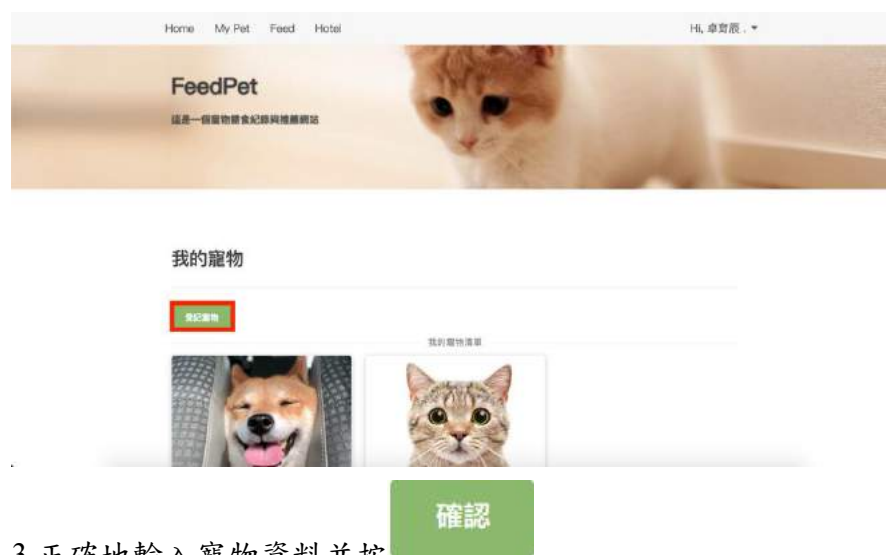 Home My Pet Feed Hotel Hi, 卓育辰 .
FeedPet
這是一個寵物膳食紀錄與推薦網站
我的寵物
登記寵物
我的寵物清單
確認
3.正確地輸入寵物資料並按